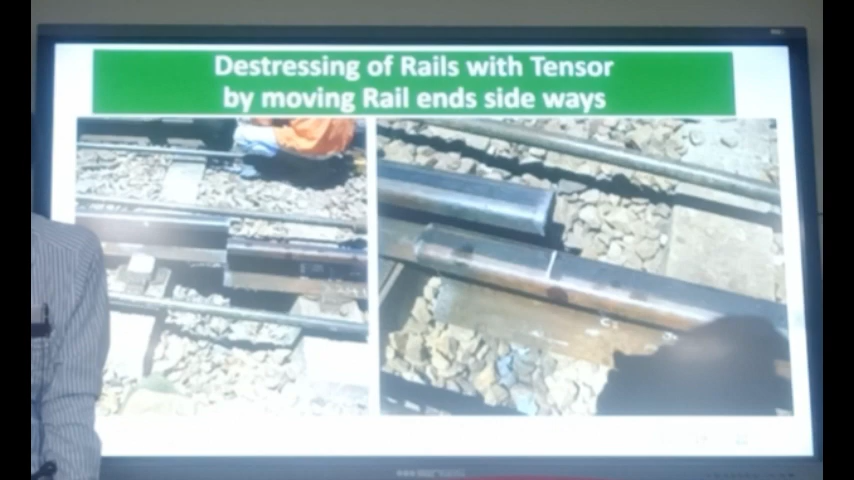 Destressing of Rails with Tensor
by moving Rail ends side ways